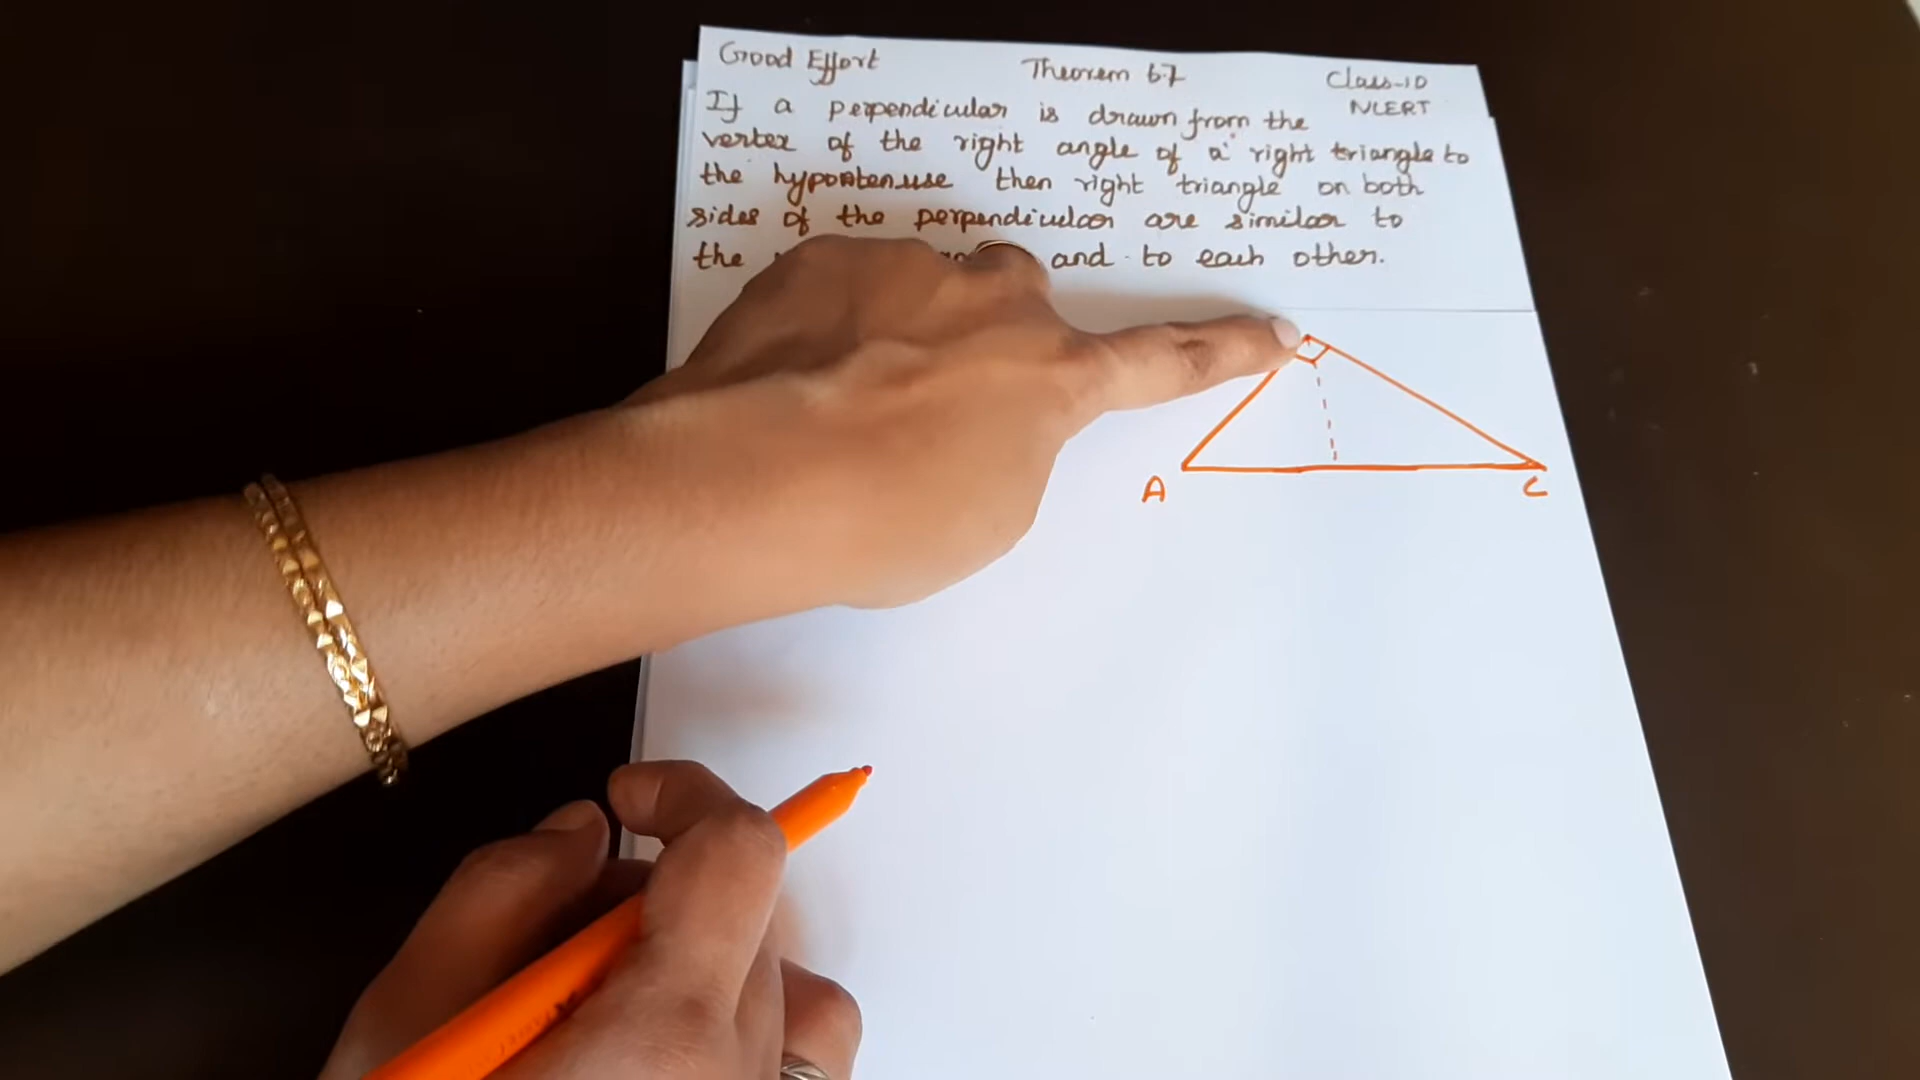 Good Effort Theorem 6.7 Class-10
NCERT
If a perpendicular is drawn from the
vertex of the right angle of a right triangle to
the hypontenuse then right triangle on both
sides of the perpendicular are similar to
the and to each other.
A C